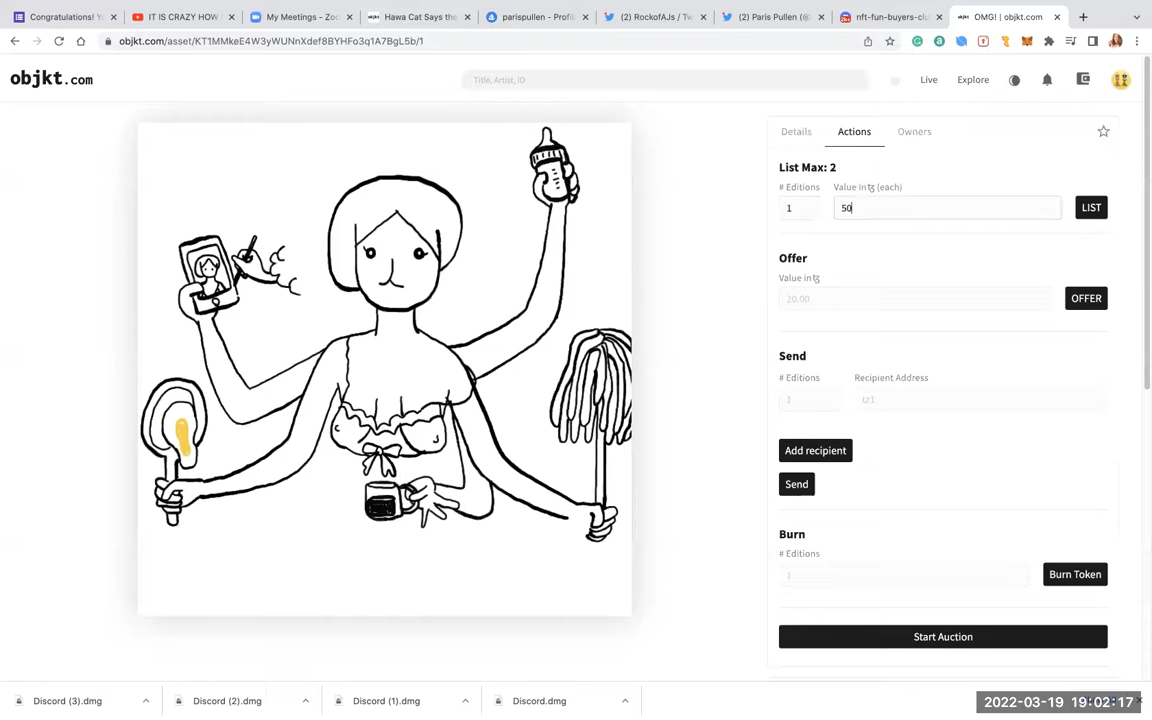 Congratulations! Y
IT IS CRAZY HOW
My Meetings - Zoo
Hawa Cat Says the
parispullen - Profil
(2) RockofAJs / Tw
(2) Paris Pullen (@
nft-fun-buyers-clu
OMG! | objkt.com
objkt.com/asset/KT1MMkeE4W3yWUNnXdef8BYHFo3q1A7BgL5b/1
objkt.com
Title, Artist, ID
Live
Explore
Details
Actions
Owners
List Max: 2
# Editions
Value in ꜩ (each)
1
50
LIST
Offer
Value in ꜩ
20.00
OFFER
Send
# Editions
Recipient Address
1
tz1
Add recipient
Send
Burn
# Editions
1
Burn Token
Start Auction
Discord (3).dmg
Discord (2).dmg
Discord (1).dmg
Discord.dmg
2022-03-19 19:02:17